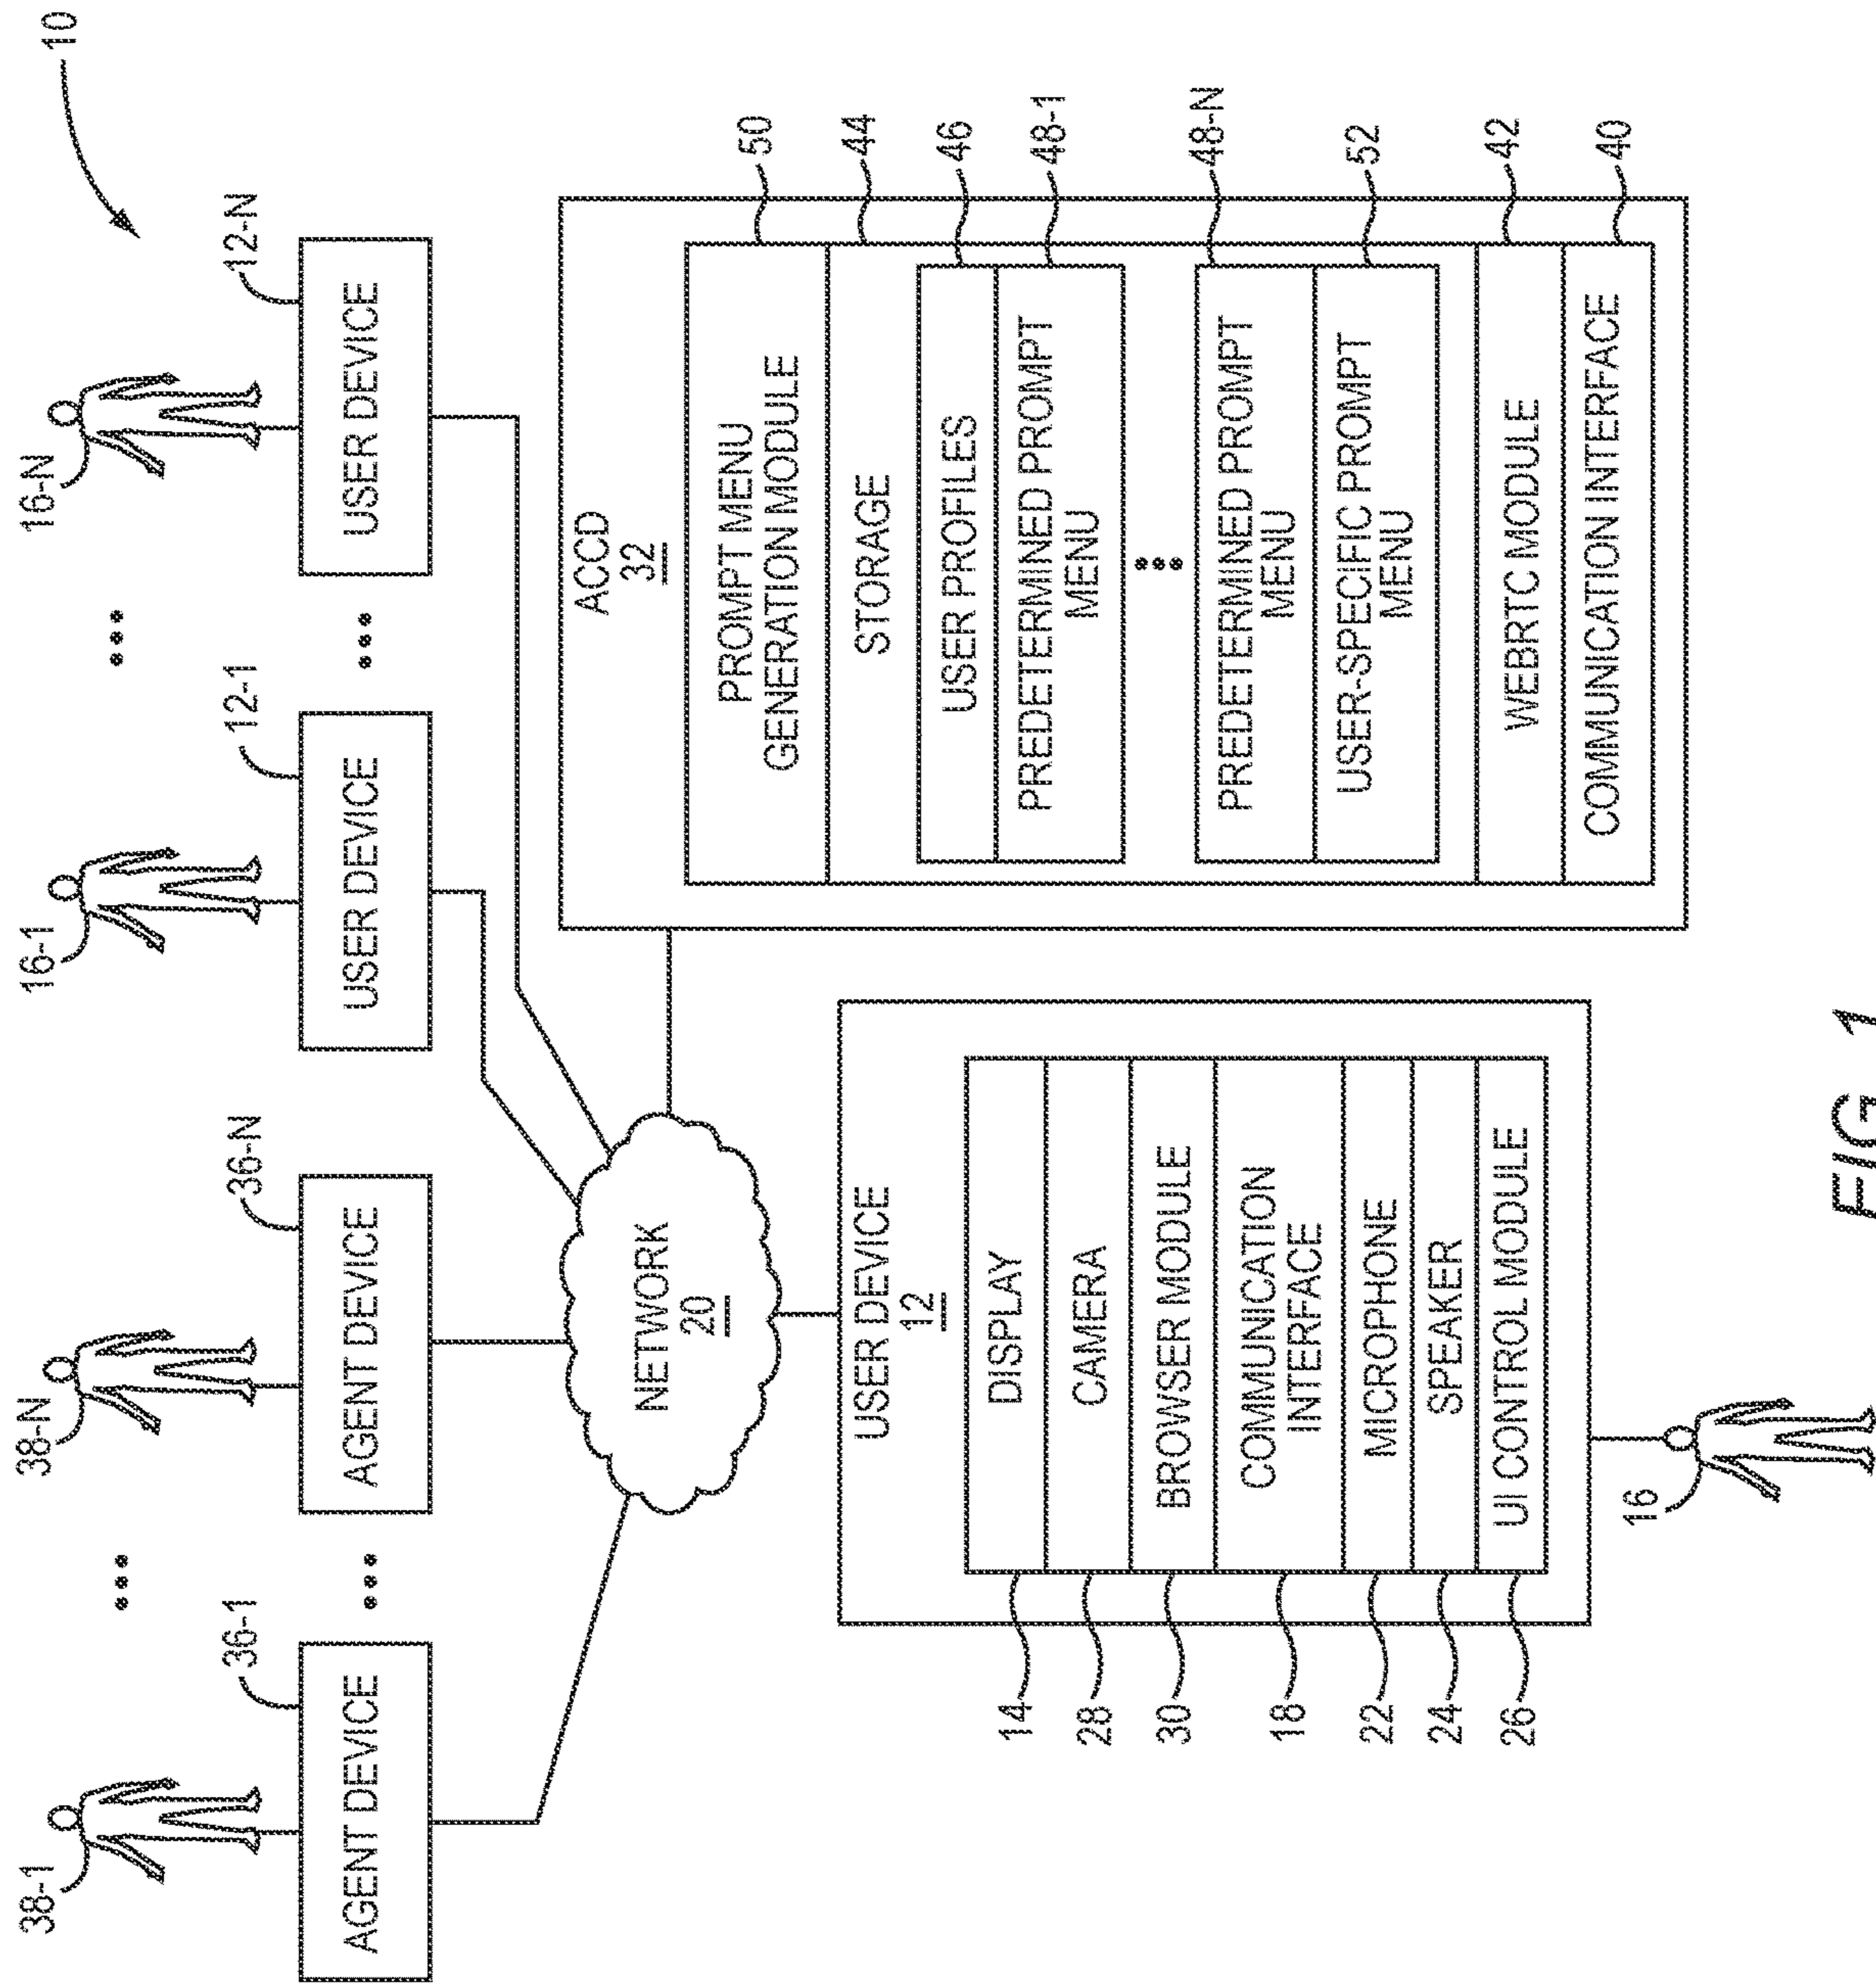 10
38-1
38-N
16-1
16-N
36-1
36-N
12-1
12-N
AGENT DEVICE
AGENT DEVICE
USER DEVICE
USER DEVICE
NETWORK
20
USER DEVICE
12
DISPLAY
CAMERA
BROWSER MODULE
COMMUNICATION
INTERFACE
MICROPHONE
SPEAKER
UI CONTROL MODULE
14
28
30
18
22
24
26
16
ACCD
32
PROMPT MENU
GENERATION MODULE
STORAGE
USER PROFILES
PREDETERMINED PROMPT
MENU
PREDETERMINED PROMPT
MENU
USER-SPECIFIC PROMPT
MENU
WEBRTC MODULE
COMMUNICATION INTERFACE
50
44
46
48-1
48-N
52
42
40
FIG. 1